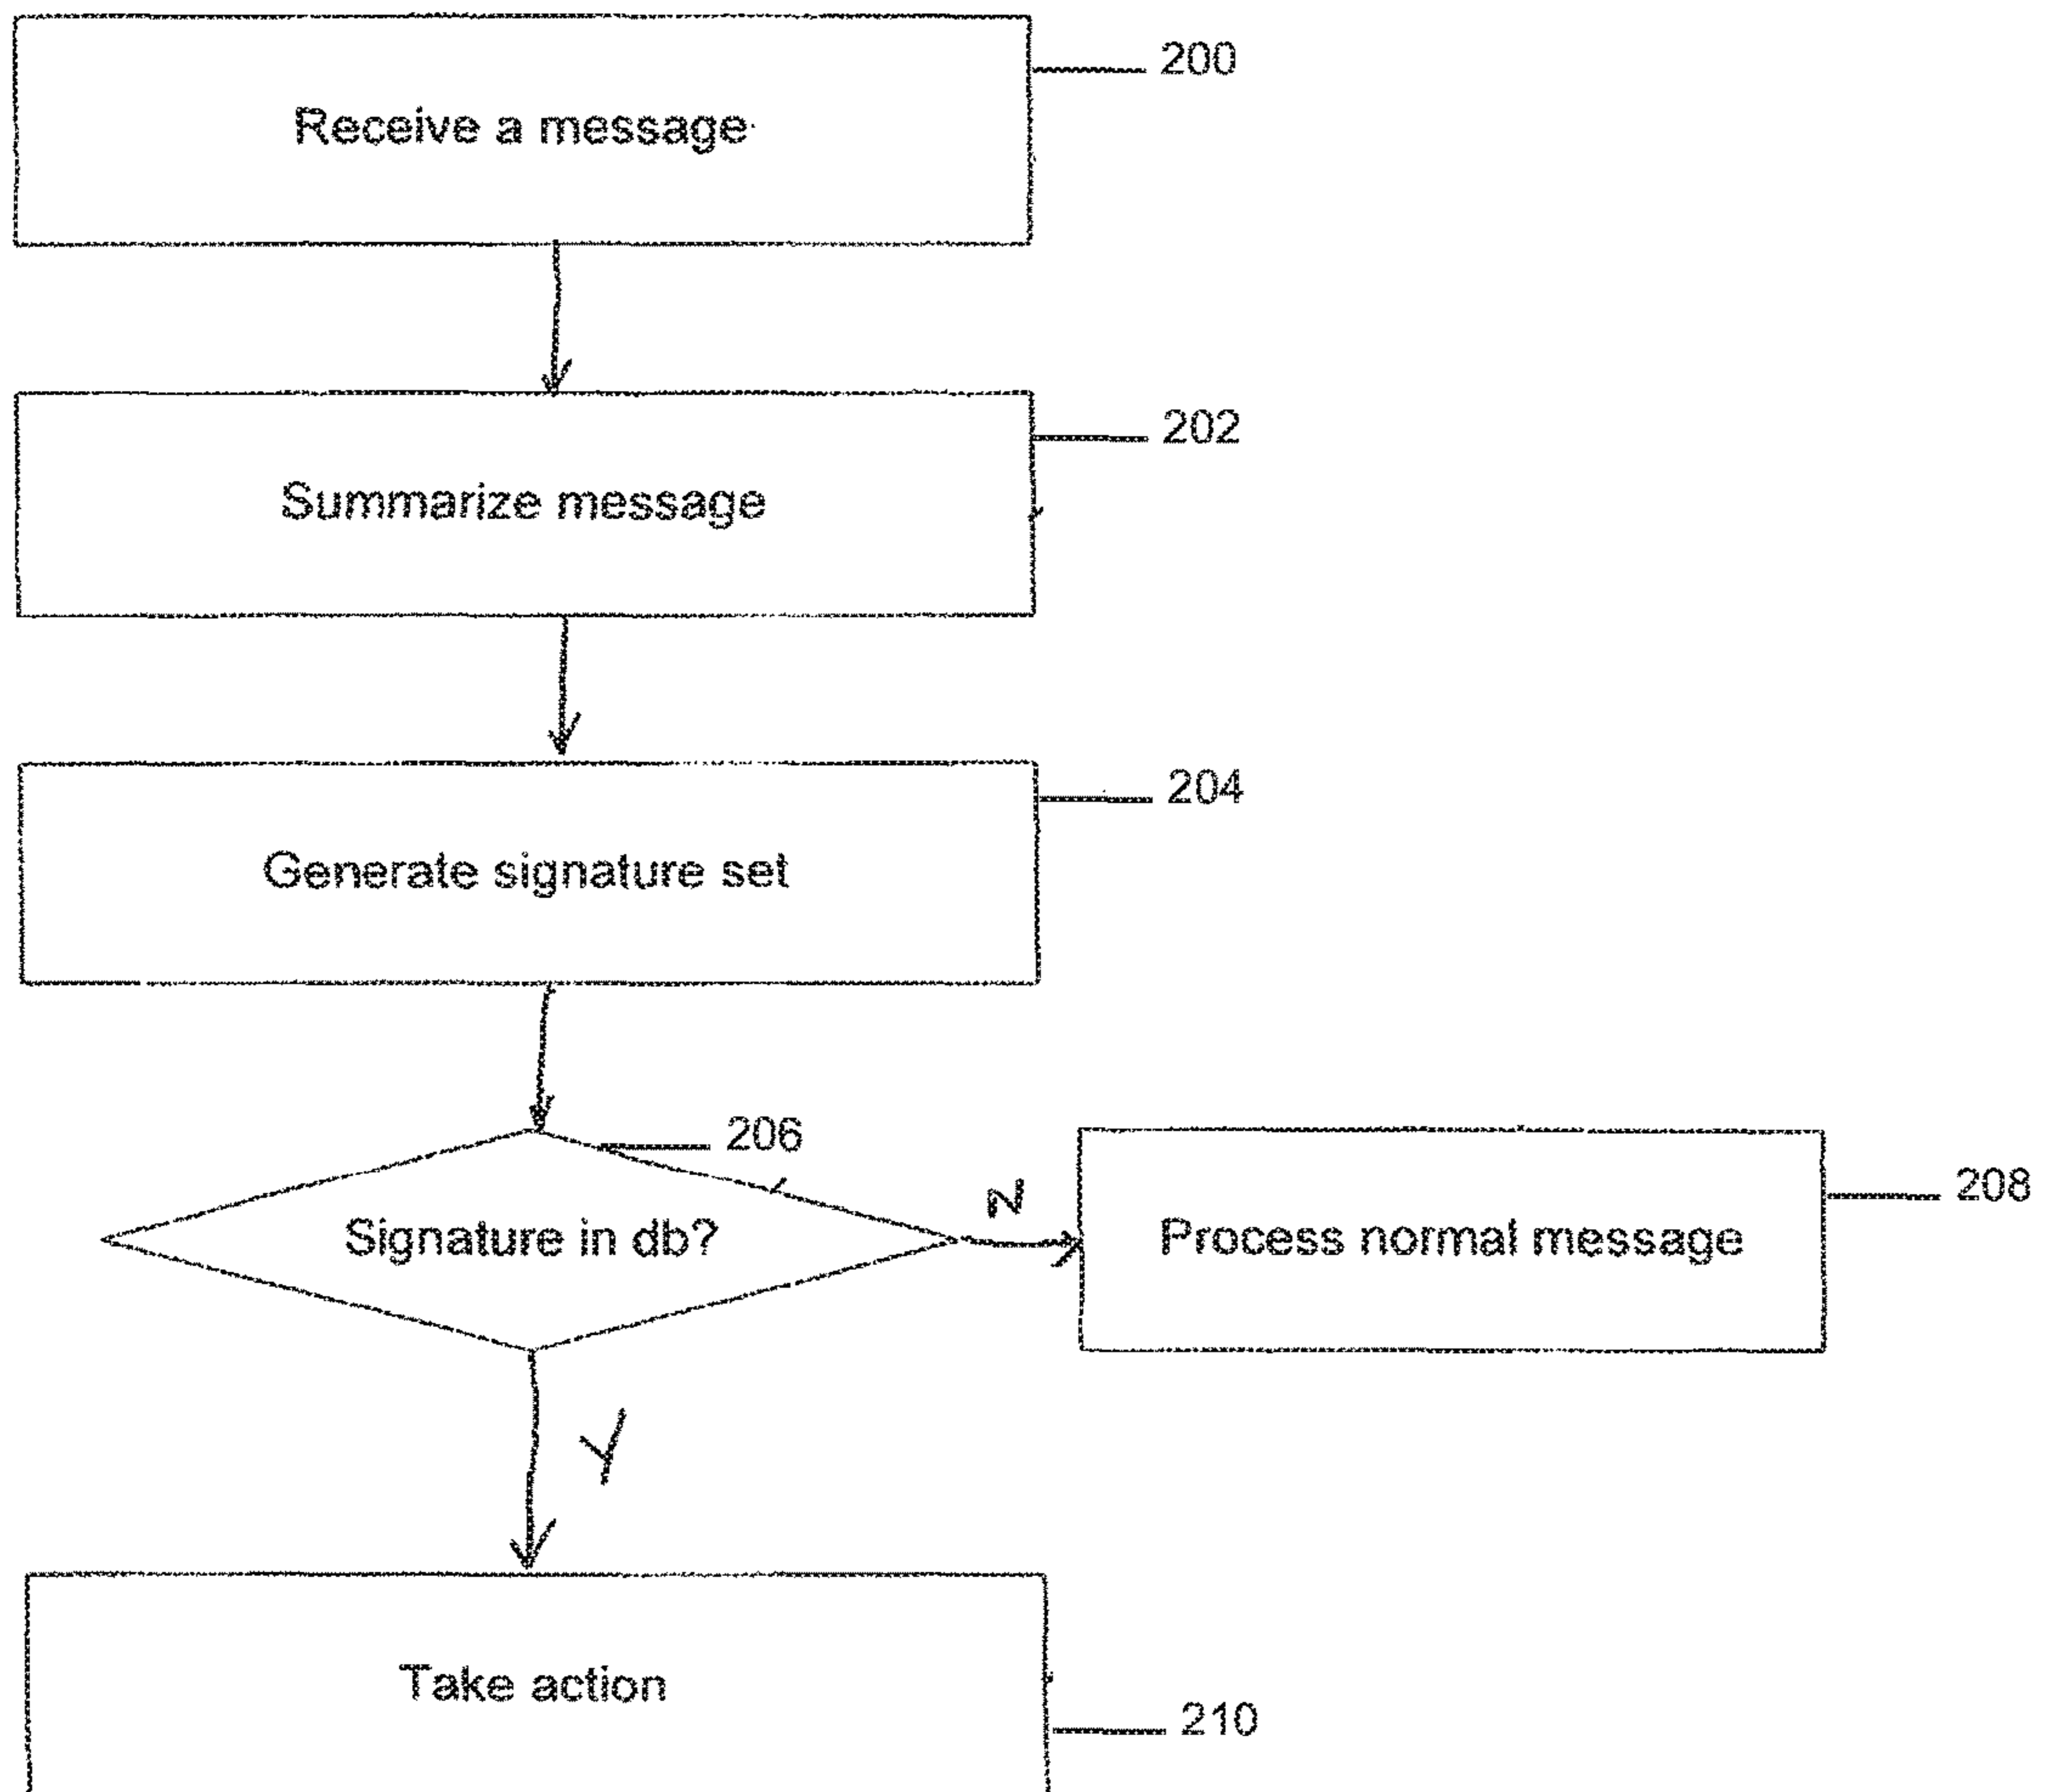 Receive a message
200
Summarize message
202
Generate signature set
204
206
Signature in db?
N
Process normal message
208
Y
Take action
210